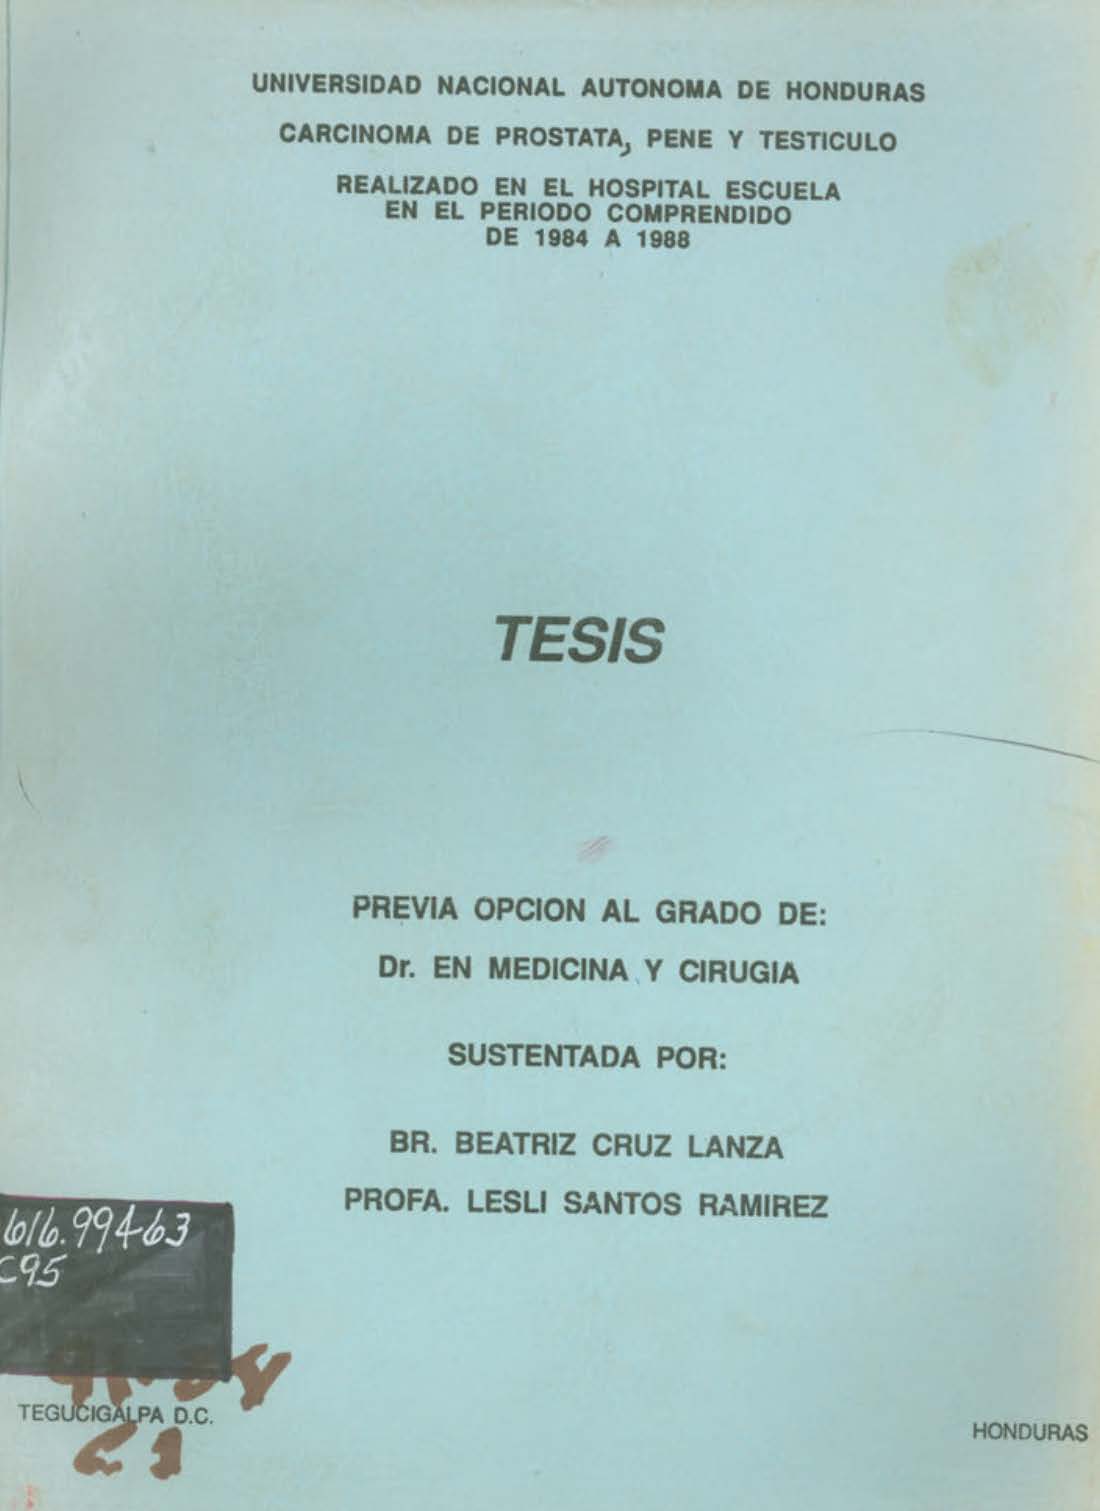 UNIVERSIDAD NACIONAL AUTONOMA DE HONDURAS
CARCINOMA DE PROSTATA, PENE Y TESTICULO
REALIZADO EN EL HOSPITAL ESCUELA
EN EL PERIODO COMPRENDIDO
DE 1984 A 1988
TESIS
PREVIA OPCION AL GRADO DE:
Dr. EN MEDICINA Y CIRUGIA
SUSTENTADA POR:
BR. BEATRIZ CRUZ LANZA
PROFA. LESLI SANTOS RAMIREZ
616.99463
C95
TEGUCIGALPA D.C.
HONDURAS